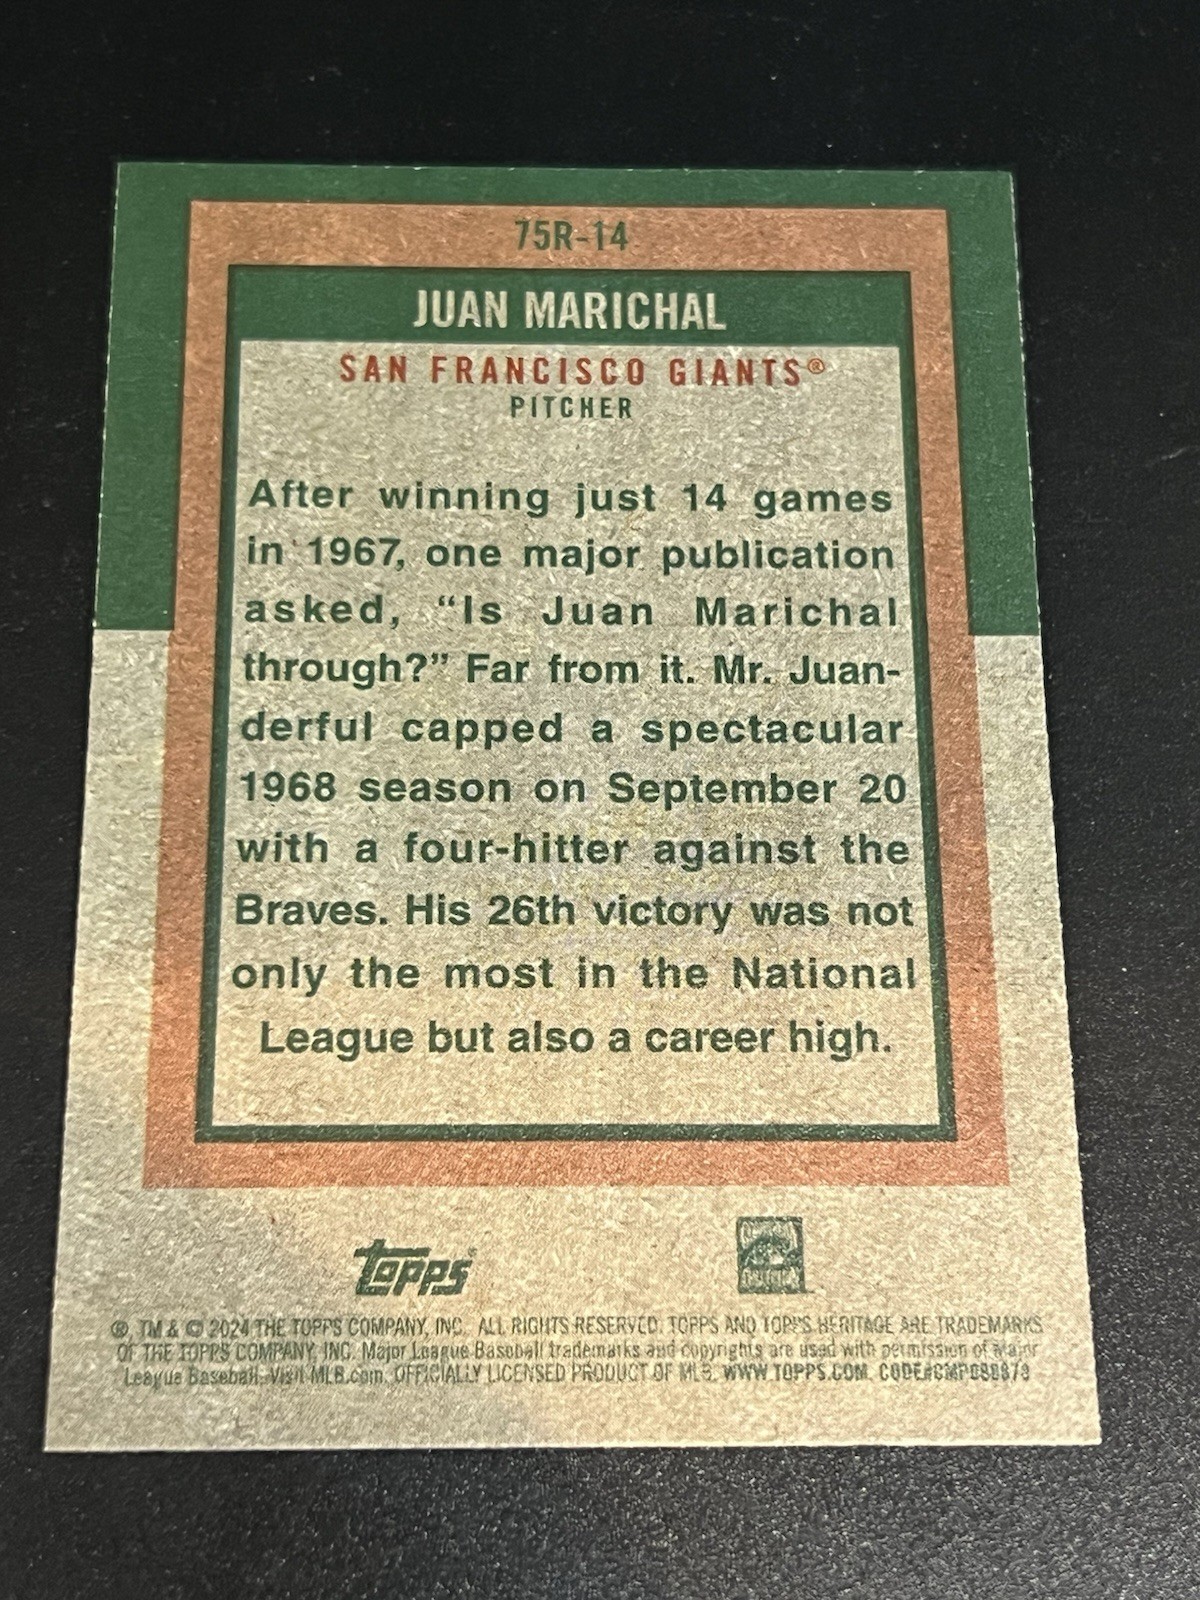 75R-14
JUAN MARICHAL
SAN FRANCISCO GIANTS®
PITCHER
After winning just 14 games
in 1967, one major publication
asked, “Is Juan Marichal
through?” Far from it. Mr. Juan-
derful capped a spectacular
1968 season on September 20
with a four-hitter against the
Braves. His 26th victory was not
only the most in the National
League but also a career high.
topps
®, TM & © 2024 THE TOPPS COMPANY, INC. ALL RIGHTS RESERVED. TOPPS AND TOPPS HERITAGE ARE TRADEMARKS
OF THE TOPPS COMPANY, INC. Major League Baseball trademarks and copyrights are used with permission of Major
League Baseball. Visit MLB.com. OFFICIALLY LICENSED PRODUCT OF MLB. WWW.TOPPS.COM.